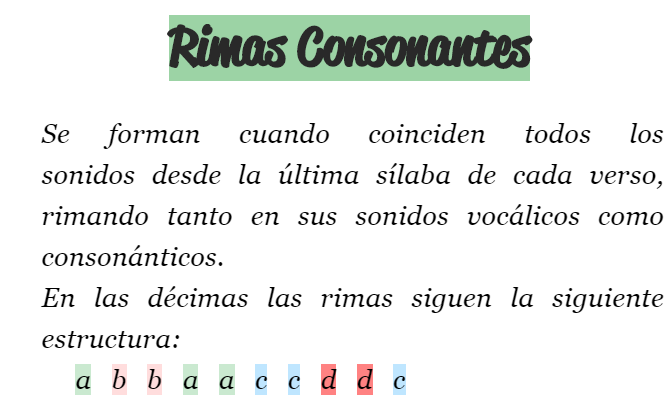 Rimas Consonantes
Se forman cuando coinciden todos los
sonidos desde la última sílaba de cada verso,
rimando tanto en sus sonidos vocálicos como
consonánticos.
En las décimas las rimas siguen la siguiente
estructura:
a b b a a c c d d c